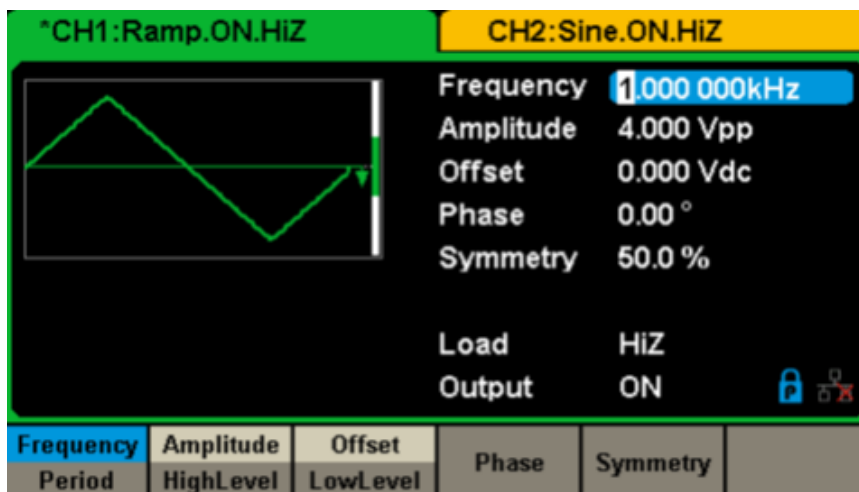 *CH1:Ramp.ON.HiZ
CH2:Sine.ON.HiZ
Frequency 1.000 000kHz
Amplitude 4.000 Vpp
Offset 0.000 Vdc
Phase 0.00 °
Symmetry 50.0 %
Load HiZ
Output ON
P
Frequency Amplitude Offset Phase Symmetry
Period HighLevel LowLevel